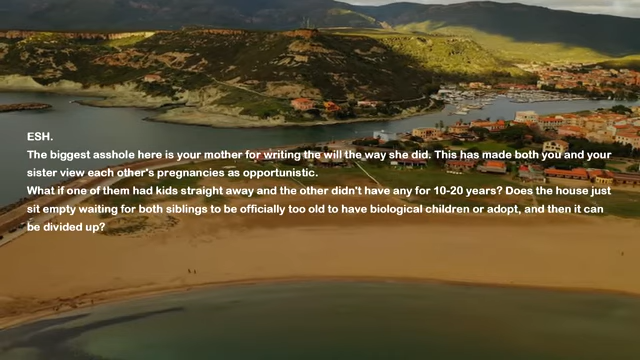 ESH.
The biggest asshole here is your mother for writing the will the way she did. This has made both you and your
sister view each other's pregnancies as opportunistic.
What if one of them had kids straight away and the other didn't have any for 10-20 years? Does the house just
sit empty waiting for both siblings to be officially too old to have biological children or adopt, and then it can
be divided up?